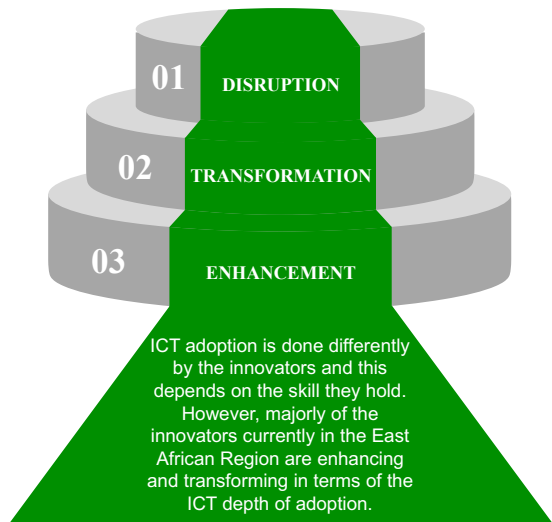 01
DISRUPTION
02
TRANSFORMATION
03
ENHANCEMENT
ICT adoption is done differently
by the innovators and this
depends on the skill they hold.
However, majorly of the
innovators currently in the East
African Region are enhancing
and transforming in terms of the
ICT depth of adoption.